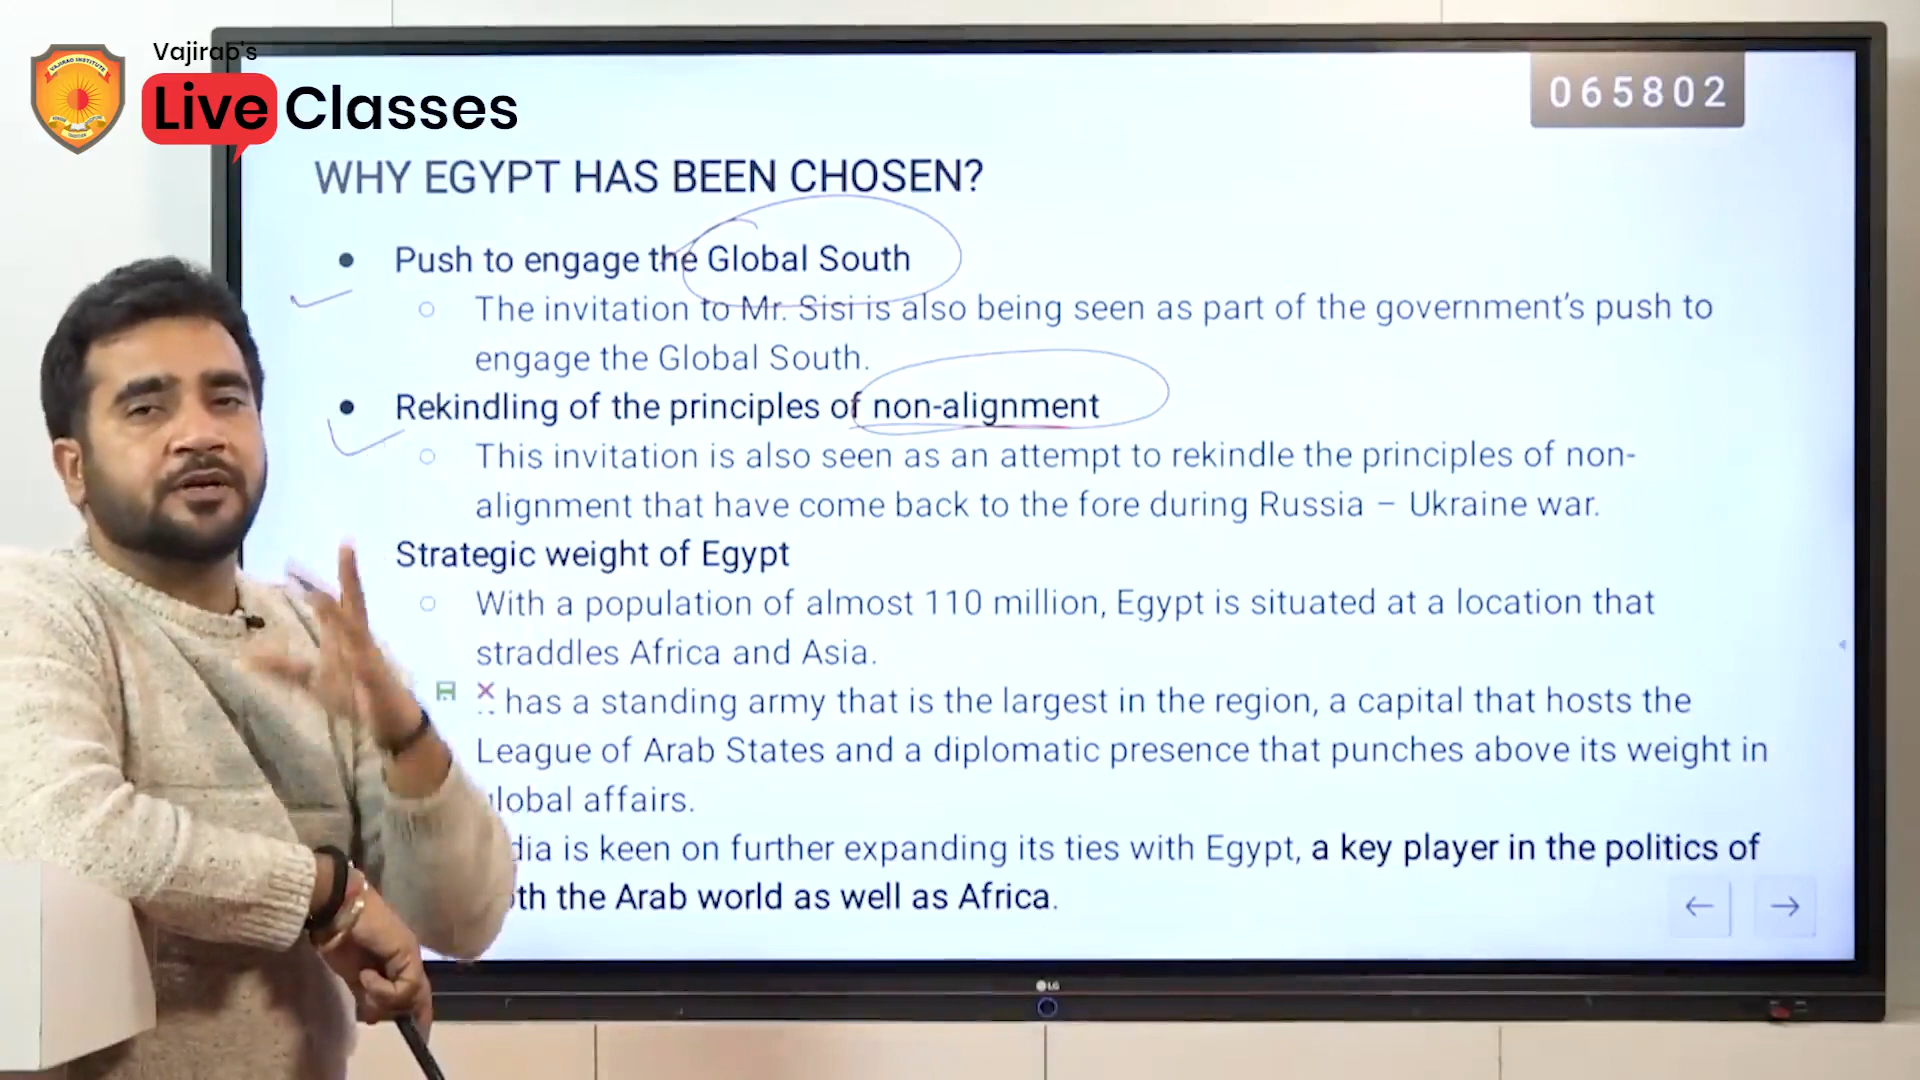 Vajirao's
Live Classes
VAJIRAO INSTITUTE
065802
WHY EGYPT HAS BEEN CHOSEN?
Push to engage the Global South
The invitation to Mr. Sisi is also being seen as part of the government's push to
engage the Global South.
Rekindling of the principles of non-alignment
This invitation is also seen as an attempt to rekindle the principles of non-
alignment that have come back to the fore during Russia – Ukraine war.
Strategic weight of Egypt
With a population of almost 110 million, Egypt is situated at a location that
straddles Africa and Asia.
has a standing army that is the largest in the region, a capital that hosts the
League of Arab States and a diplomatic presence that punches above its weight in
lobal affairs.
dia is keen on further expanding its ties with Egypt, a key player in the politics of
th the Arab world as well as Africa.
LG